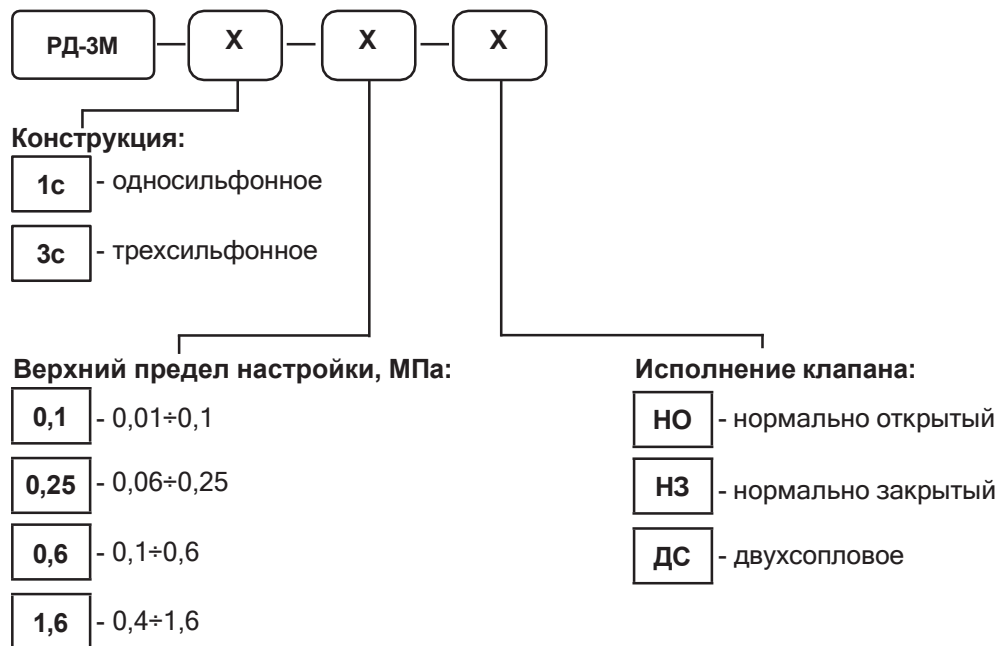 РД-3М – Х – Х – Х
Конструкция:
1с - односильфонное
3с - трехсильфонное
Верхний предел настройки, МПа:
0,1 - 0,01÷0,1
0,25 - 0,06÷0,25
0,6 - 0,1÷0,6
1,6 - 0,4÷1,6
Исполнение клапана:
НО - нормально открытый
НЗ - нормально закрытый
ДС - двухсопловое